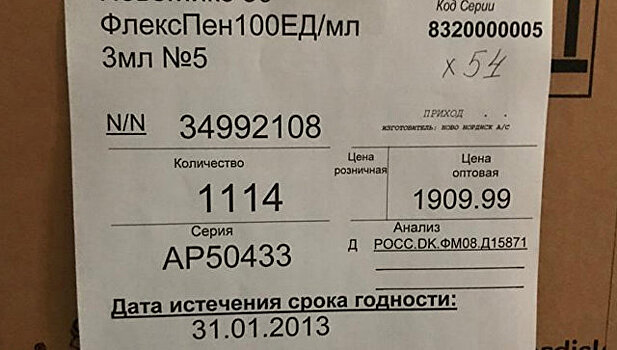 Код Серии
ФлексПен100ЕД/мл
8320000005
3мл №5
х 54
N/N 34992108
ПРИХОД . .
ИЗГОТОВИТЕЛЬ: НОВО НОРДИСК А/С
Количество
Цена розничная
Цена оптовая
1114
1909.99
Серия
Анализ
АР50433
Д РОСС.DK.ФМ08.Д15871
Дата истечения срока годности:
31.01.2013